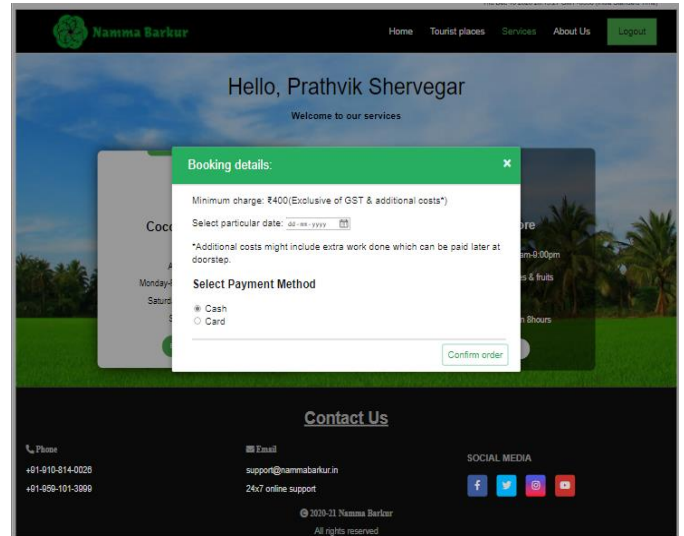 Namma Barkur
Home Tourist places Services About Us Logout
Hello, Prathvik Shervegar
Welcome to our services
Booking details: ×
Minimum charge: ₹400(Exclusive of GST & additional costs*)
Select particular date: dd-mm-yyyy
*Additional costs might include extra work done which can be paid later at
doorstep.
Select Payment Method
Cash
Card
Confirm order
Coco
Monday-
Saturd
ore
am-9:00pm
es & fruits
n 8hours
Contact Us
Phone
+91-910-814-0026
+91-959-101-3999
Email
support@nammabarkur.in
24x7 online support
SOCIAL MEDIA
© 2020-21 Namma Barkur
All rights reserved